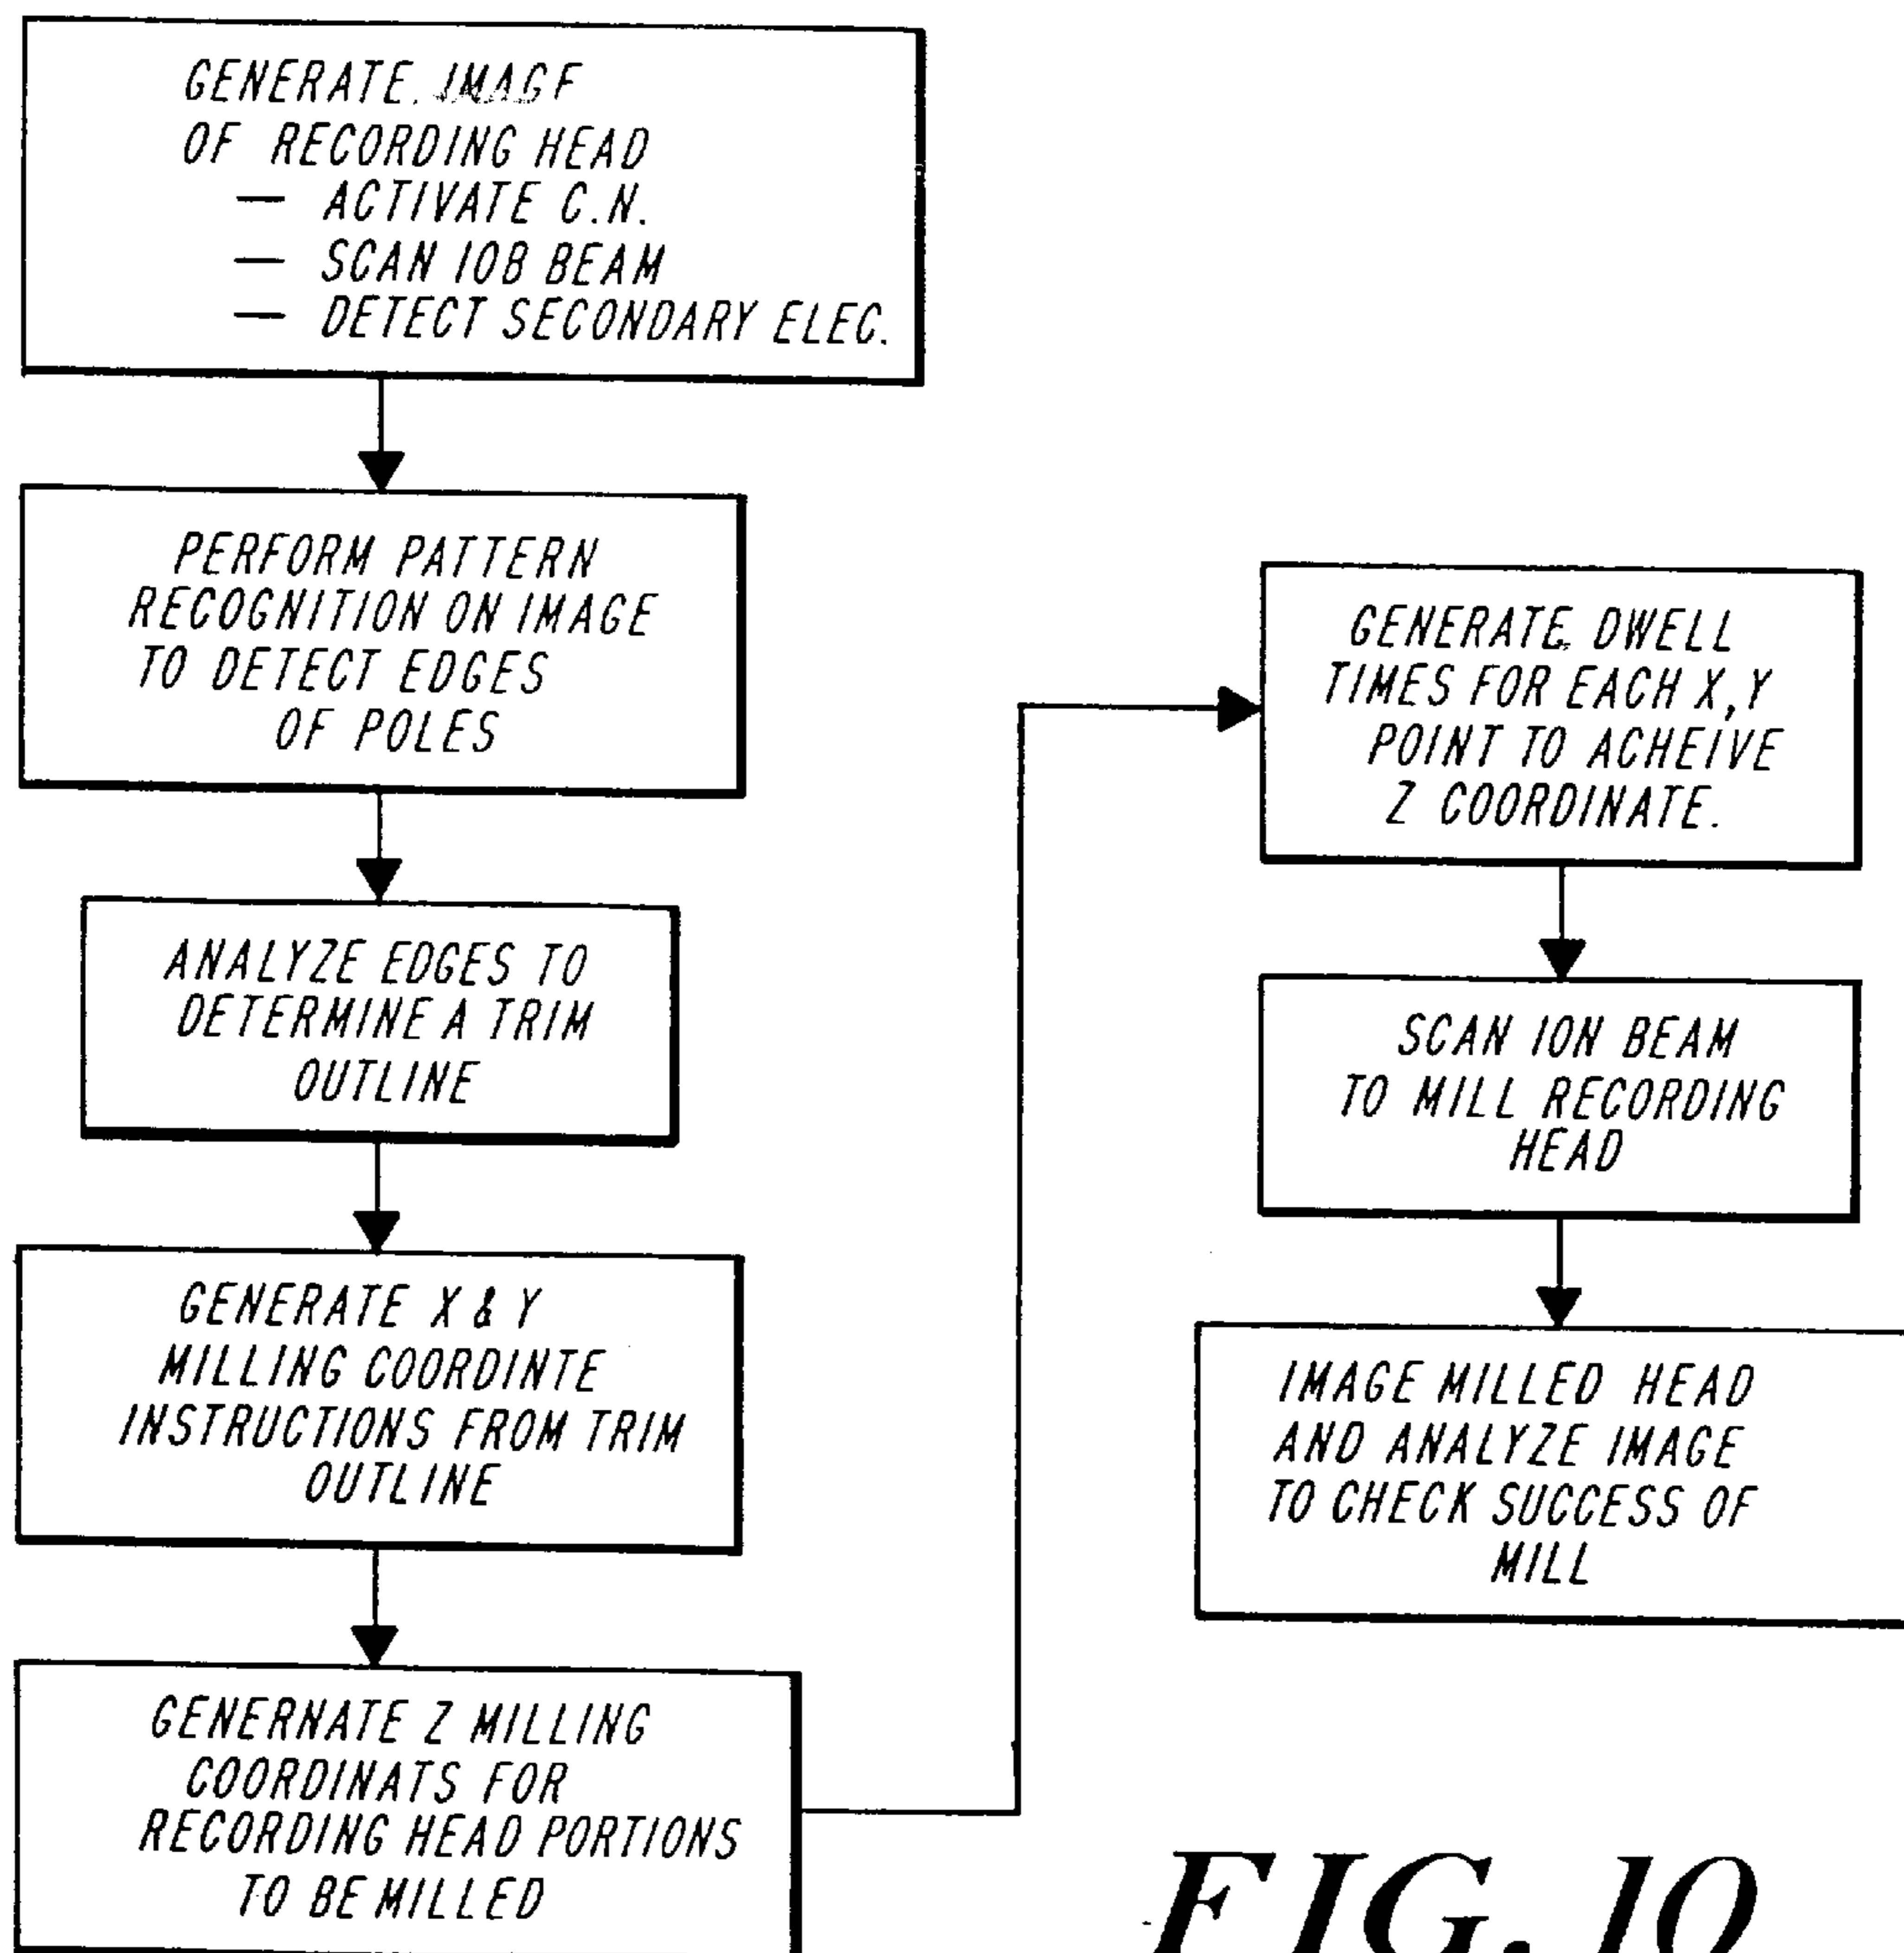 GENERATE IMAGE
OF RECORDING HEAD
— ACTIVATE C.N.
— SCAN IOB BEAM
— DETECT SECONDARY ELEC.
PERFORM PATTERN
RECOGNITION ON IMAGE
TO DETECT EDGES
OF POLES
ANALYZE EDGES TO
DETERMINE A TRIM
OUTLINE
GENERATE X & Y
MILLING COORDINTE
INSTRUCTIONS FROM TRIM
OUTLINE
GENERNATE Z MILLING
COORDINATS FOR
RECORDING HEAD PORTIONS
TO BE MILLED
GENERATE DWELL
TIMES FOR EACH X,Y
POINT TO ACHEIVE
Z COORDINATE.
SCAN ION BEAM
TO MILL RECORDING
HEAD
IMAGE MILLED HEAD
AND ANALYZE IMAGE
TO CHECK SUCCESS OF
MILL
FIG. 10